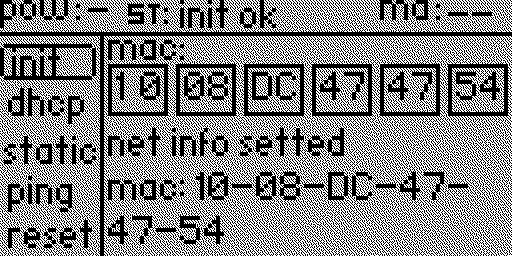 pow:- ST: init ok md:--
init
dhcp
static
ping
reset
mac:
10 08 DC 47 47 54
net info setted
mac: 10-08-DC-47-
47-54